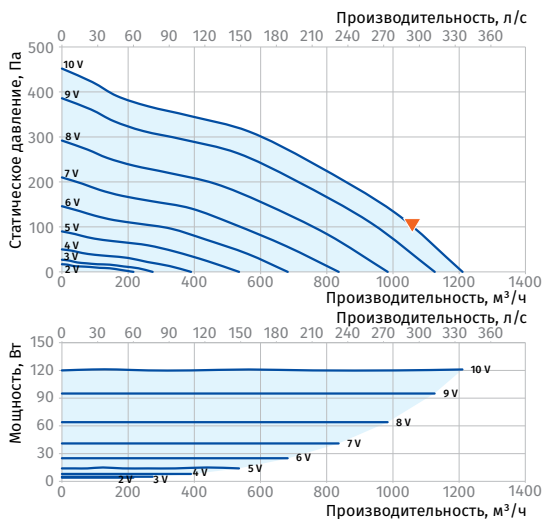 Производительность, л/с
0 30 60 90 120 150 180 210 240 270 300 330 360
Статическое давление, Па
500
400
300
200
100
0
10 V
9 V
8 V
7 V
6 V
5 V
4 V
3 V
2 V
0 200 400 600 800 1000 1200 1400
Производительность, м³/ч
Производительность, л/с
0 30 60 90 120 150 180 210 240 270 300 330 360
Мощность, Вт
150
120
90
60
30
0
10 V
9 V
8 V
7 V
6 V
5 V
4 V
3 V
2 V
0 200 400 600 800 1000 1200 1400
Производительность, м³/ч